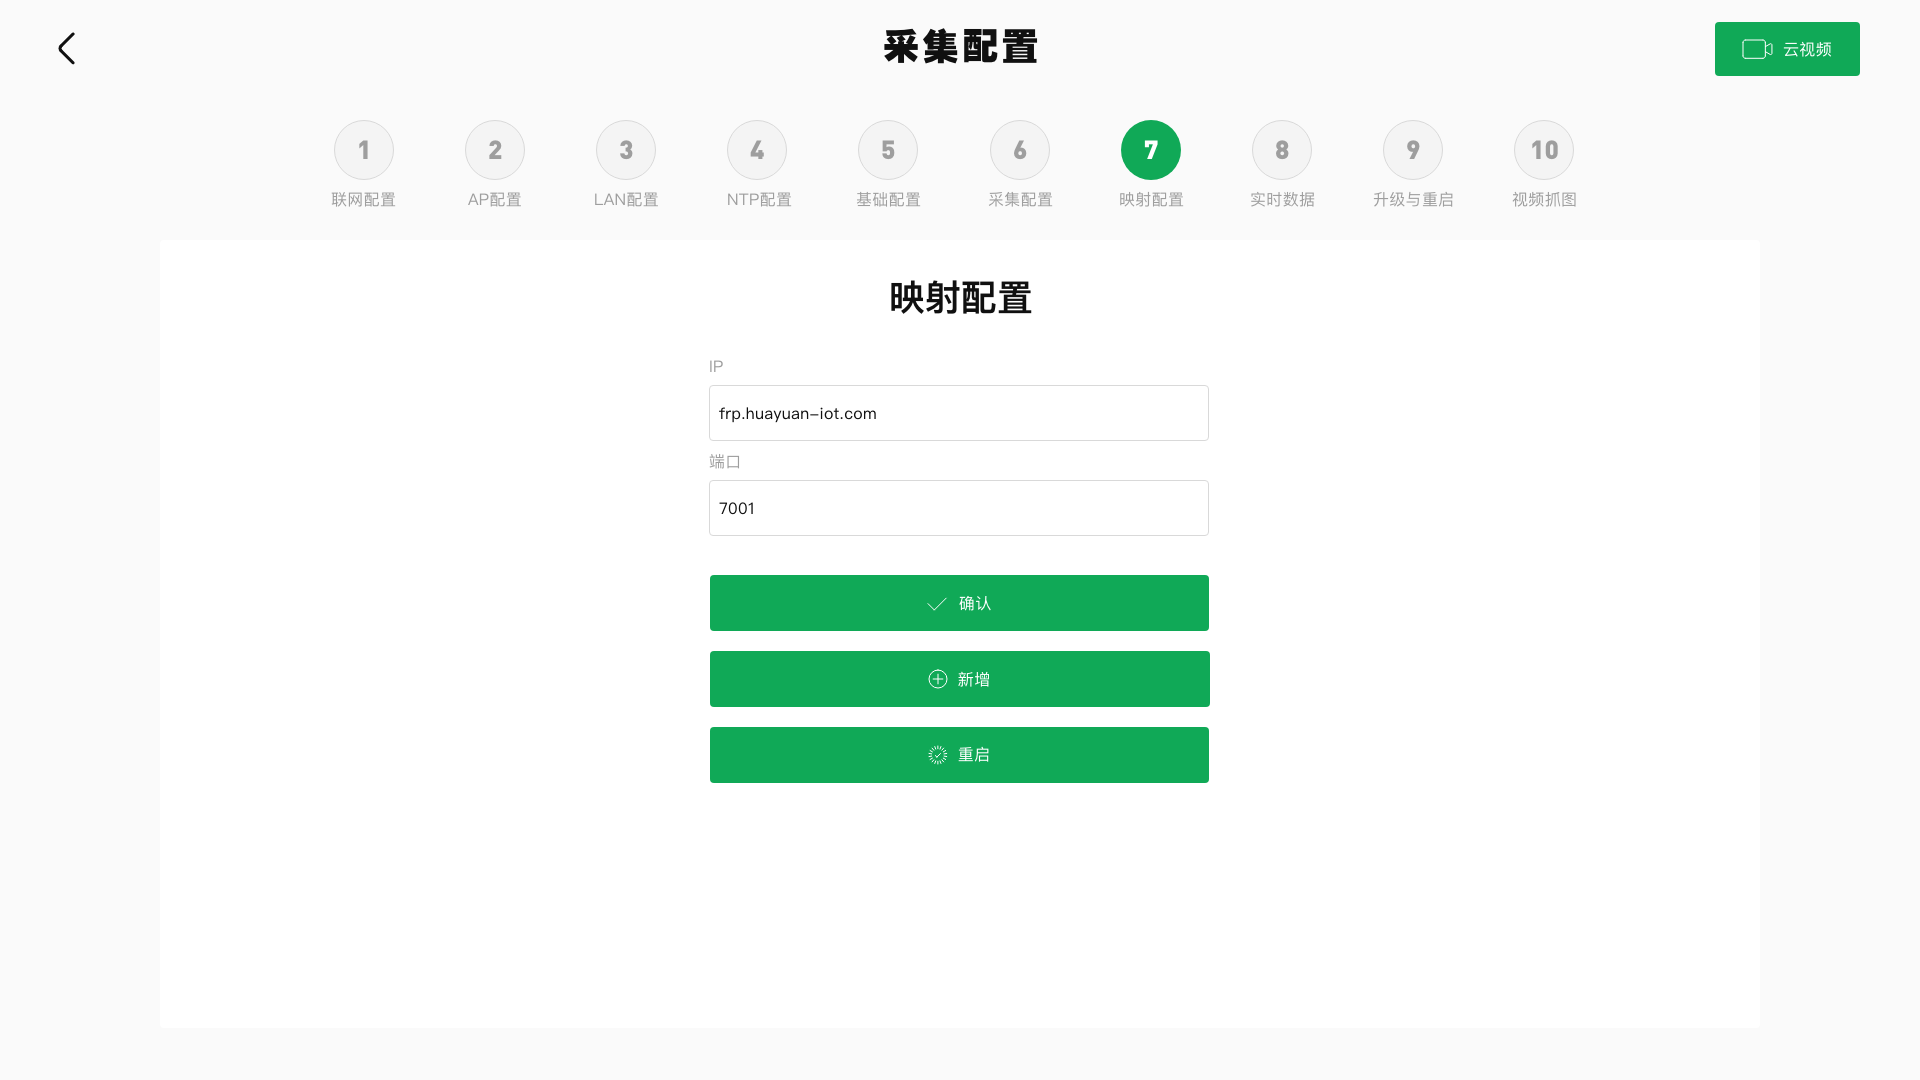 采集配置
云视频
1 2 3 4 5 6 7 8 9 10
联网配置 AP配置 LAN配置 NTP配置 基础配置 采集配置 映射配置 实时数据 升级与重启 视频抓图
映射配置
IP
frp.huayuan-iot.com
端口
7001
确认
新增
重启